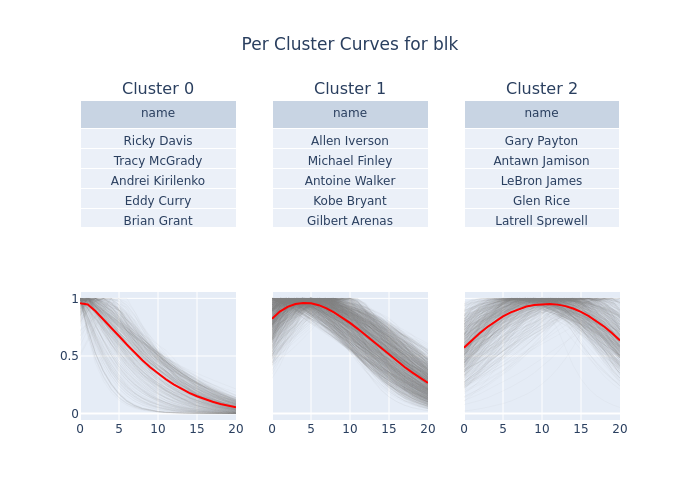 Per Cluster Curves for blk
Cluster 0
name
Ricky Davis
Tracy McGrady
Andrei Kirilenko
Eddy Curry
Brian Grant
Cluster 1
name
Allen Iverson
Michael Finley
Antoine Walker
Kobe Bryant
Gilbert Arenas
Cluster 2
name
Gary Payton
Antawn Jamison
LeBron James
Glen Rice
Latrell Sprewell
1
0.5
0
0 5 10 15 20
0 5 10 15 20
0 5 10 15 20